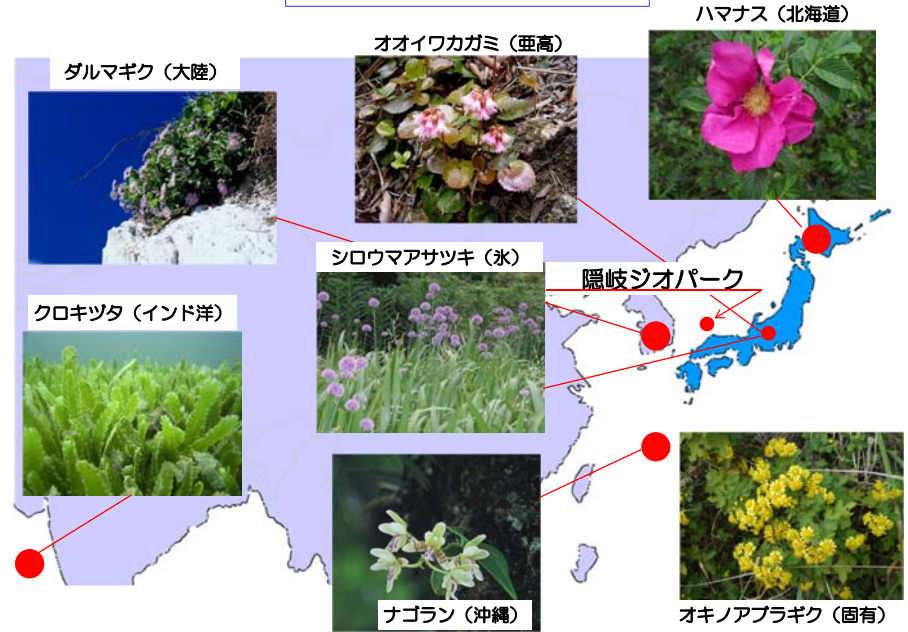 ハマナス（北海道）
オオイワカガミ（亜高）
ダルマギク（大陸）
シロウマアサツキ（氷）
隠岐ジオパーク
クロキヅタ（インド洋）
ナゴラン（沖縄）
オキノアブラギク（固有）